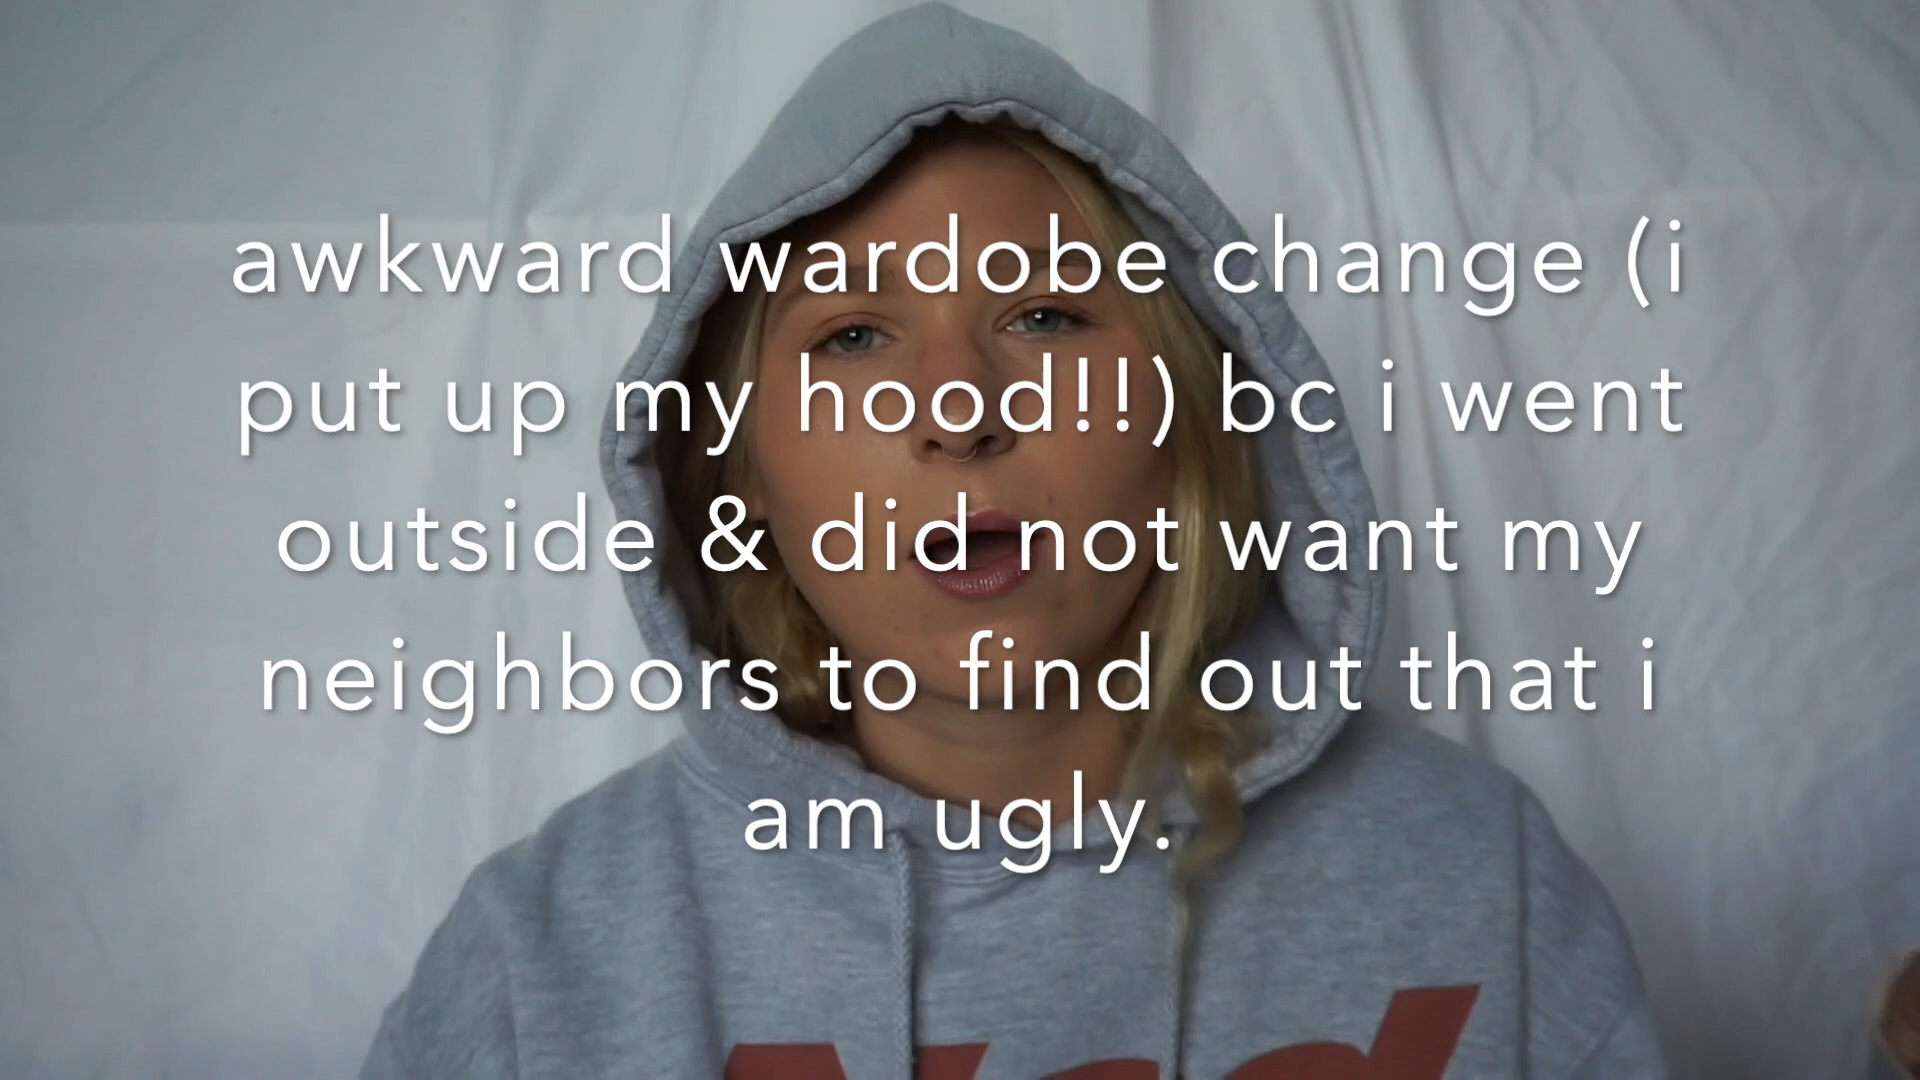 awkward wardobe change (i
put up my hood!!) bc i went
outside & did not want my
neighbors to find out that i
am ugly.